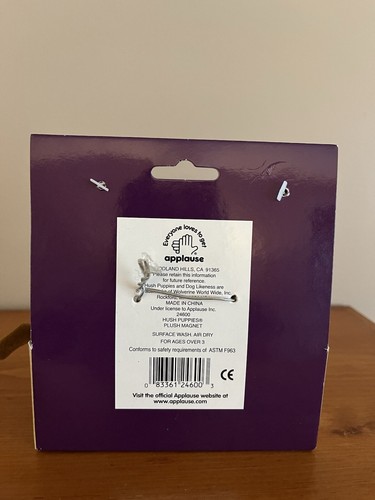 Everyone loves to get
applause
WOODLAND HILLS, CA 91365
Please retain this information
for future reference.
Hush Puppies and Dog Likeness are
of Wolverine World Wide, Inc.
Rockford,
MADE IN CHINA
Under license to Applause Inc.
24600
HUSH PUPPIES®
PLUSH MAGNET
SURFACE WASH, AIR DRY
FOR AGES OVER 3
Conforms to safety requirements of ASTM F963
0 83361 24600 3
CE
Visit the official Applause website at
www.applause.com